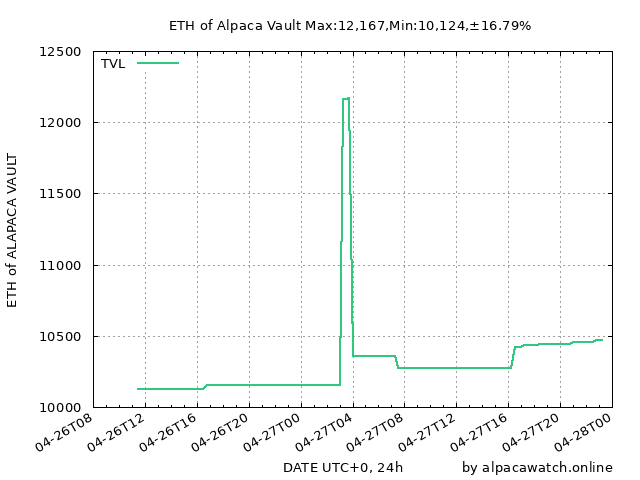 ETH of Alpaca Vault Max:12,167,Min:10,124,±16.79%
TVL
12500
12000
11500
11000
10500
10000
ETH of ALAPACA VAULT
04-26T08
04-26T12
04-26T16
04-26T20
04-27T00
04-27T04
04-27T08
04-27T12
04-27T16
04-27T20
04-28T00
DATE UTC+0, 24h
by alpacawatch.online